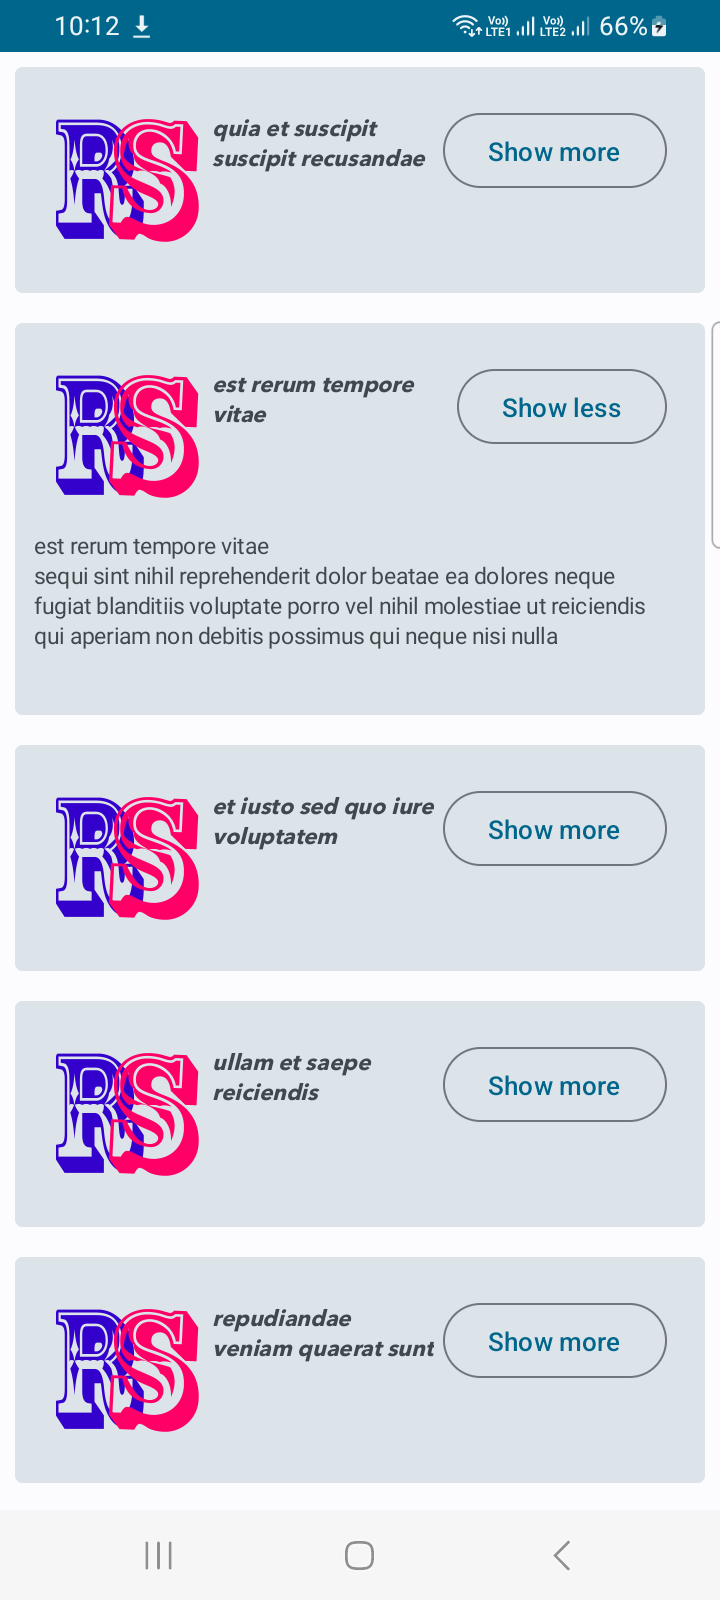 10:12
Vo)) LTE1 Vo)) LTE2 66%
RS
quia et suscipit
suscipit recusandae
Show more
RS
est rerum tempore
vitae
Show less
est rerum tempore vitae
sequi sint nihil reprehenderit dolor beatae ea dolores neque
fugiat blanditiis voluptate porro vel nihil molestiae ut reiciendis
qui aperiam non debitis possimus qui neque nisi nulla
RS
et iusto sed quo iure
voluptatem
Show more
RS
ullam et saepe
reiciendis
Show more
RS
repudiandae
veniam quaerat sunt
Show more